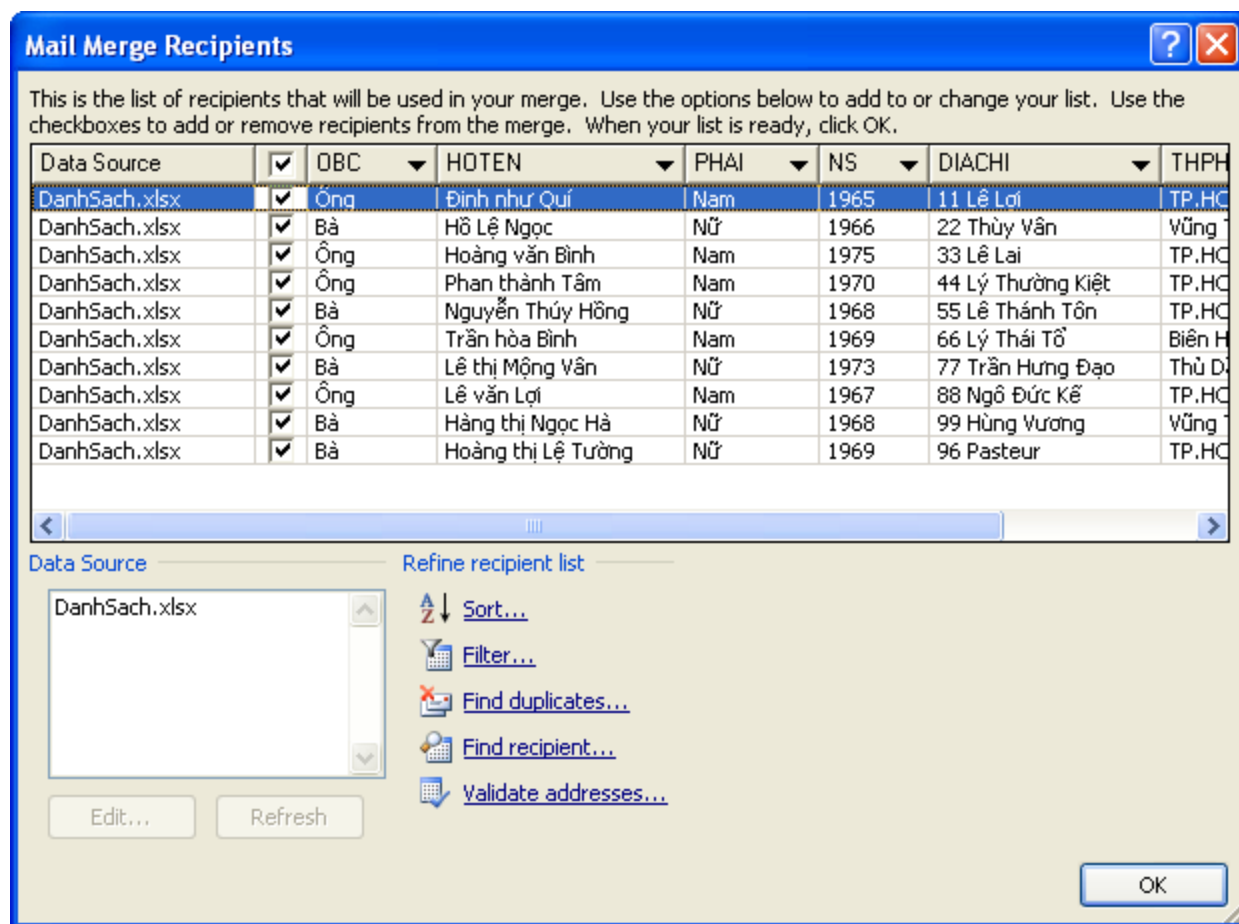 Mail Merge Recipients
This is the list of recipients that will be used in your merge. Use the options below to add to or change your list. Use the
checkboxes to add or remove recipients from the merge. When your list is ready, click OK.
Data Source OBC HOTEN PHAI NS DIACHI THPH
DanhSach.xlsx Ông Đinh như Quí Nam 1965 11 Lê Lợi TP.HC
DanhSach.xlsx Bà Hồ Lệ Ngọc Nữ 1966 22 Thùy Vân Vũng T
DanhSach.xlsx Ông Hoàng văn Bình Nam 1975 33 Lê Lai TP.HC
DanhSach.xlsx Ông Phan thành Tâm Nam 1970 44 Lý Thường Kiệt TP.HC
DanhSach.xlsx Bà Nguyễn Thúy Hồng Nữ 1968 55 Lê Thánh Tôn TP.HC
DanhSach.xlsx Ông Trần hòa Bình Nam 1969 66 Lý Thái Tổ Biên H
DanhSach.xlsx Bà Lê thị Mộng Vân Nữ 1973 77 Trần Hưng Đạo Thủ D
DanhSach.xlsx Ông Lê văn Lợi Nam 1967 88 Ngô Đức Kế TP.HC
DanhSach.xlsx Bà Hàng thị Ngọc Hà Nữ 1968 99 Hùng Vương Vũng T
DanhSach.xlsx Bà Hoàng thị Lệ Tường Nữ 1969 96 Pasteur TP.HC
Data Source
DanhSach.xlsx
Edit... Refresh
Refine recipient list
Sort...
Filter...
Find duplicates...
Find recipient...
Validate addresses...
OK